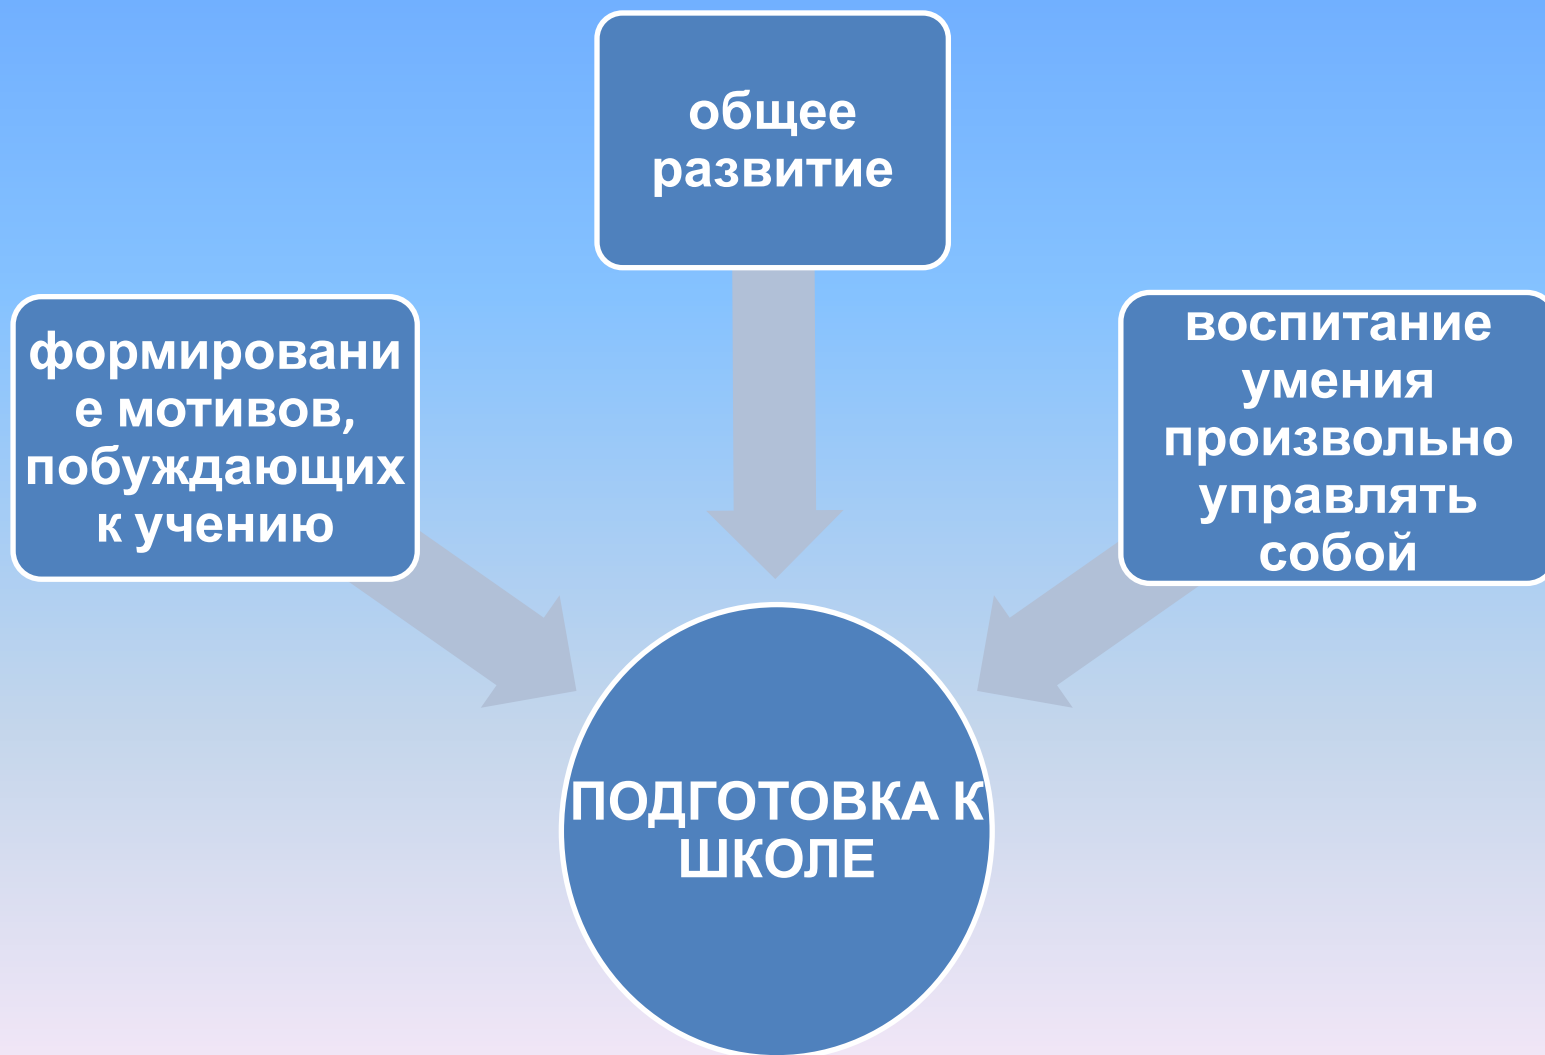 общее
развитие
формировани
е мотивов,
побуждающих
к учению
воспитание
умения
произвольно
управлять
собой
ПОДГОТОВКА К
ШКОЛЕ